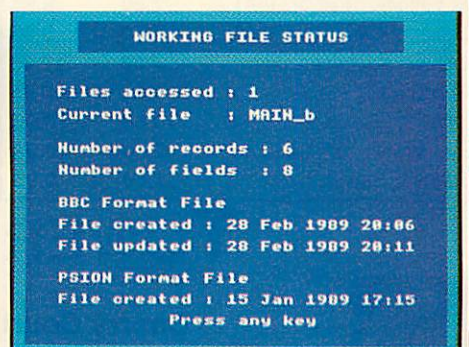 WORKING FILE STATUS
Files accessed : 1
Current file : MAIN_b
Number of records : 6
Number of fields : 8
BBC Format File
File created : 28 Feb 1989 20:06
File updated : 28 Feb 1989 20:11
PSION Format File
File created : 15 Jan 1989 17:15
Press any key